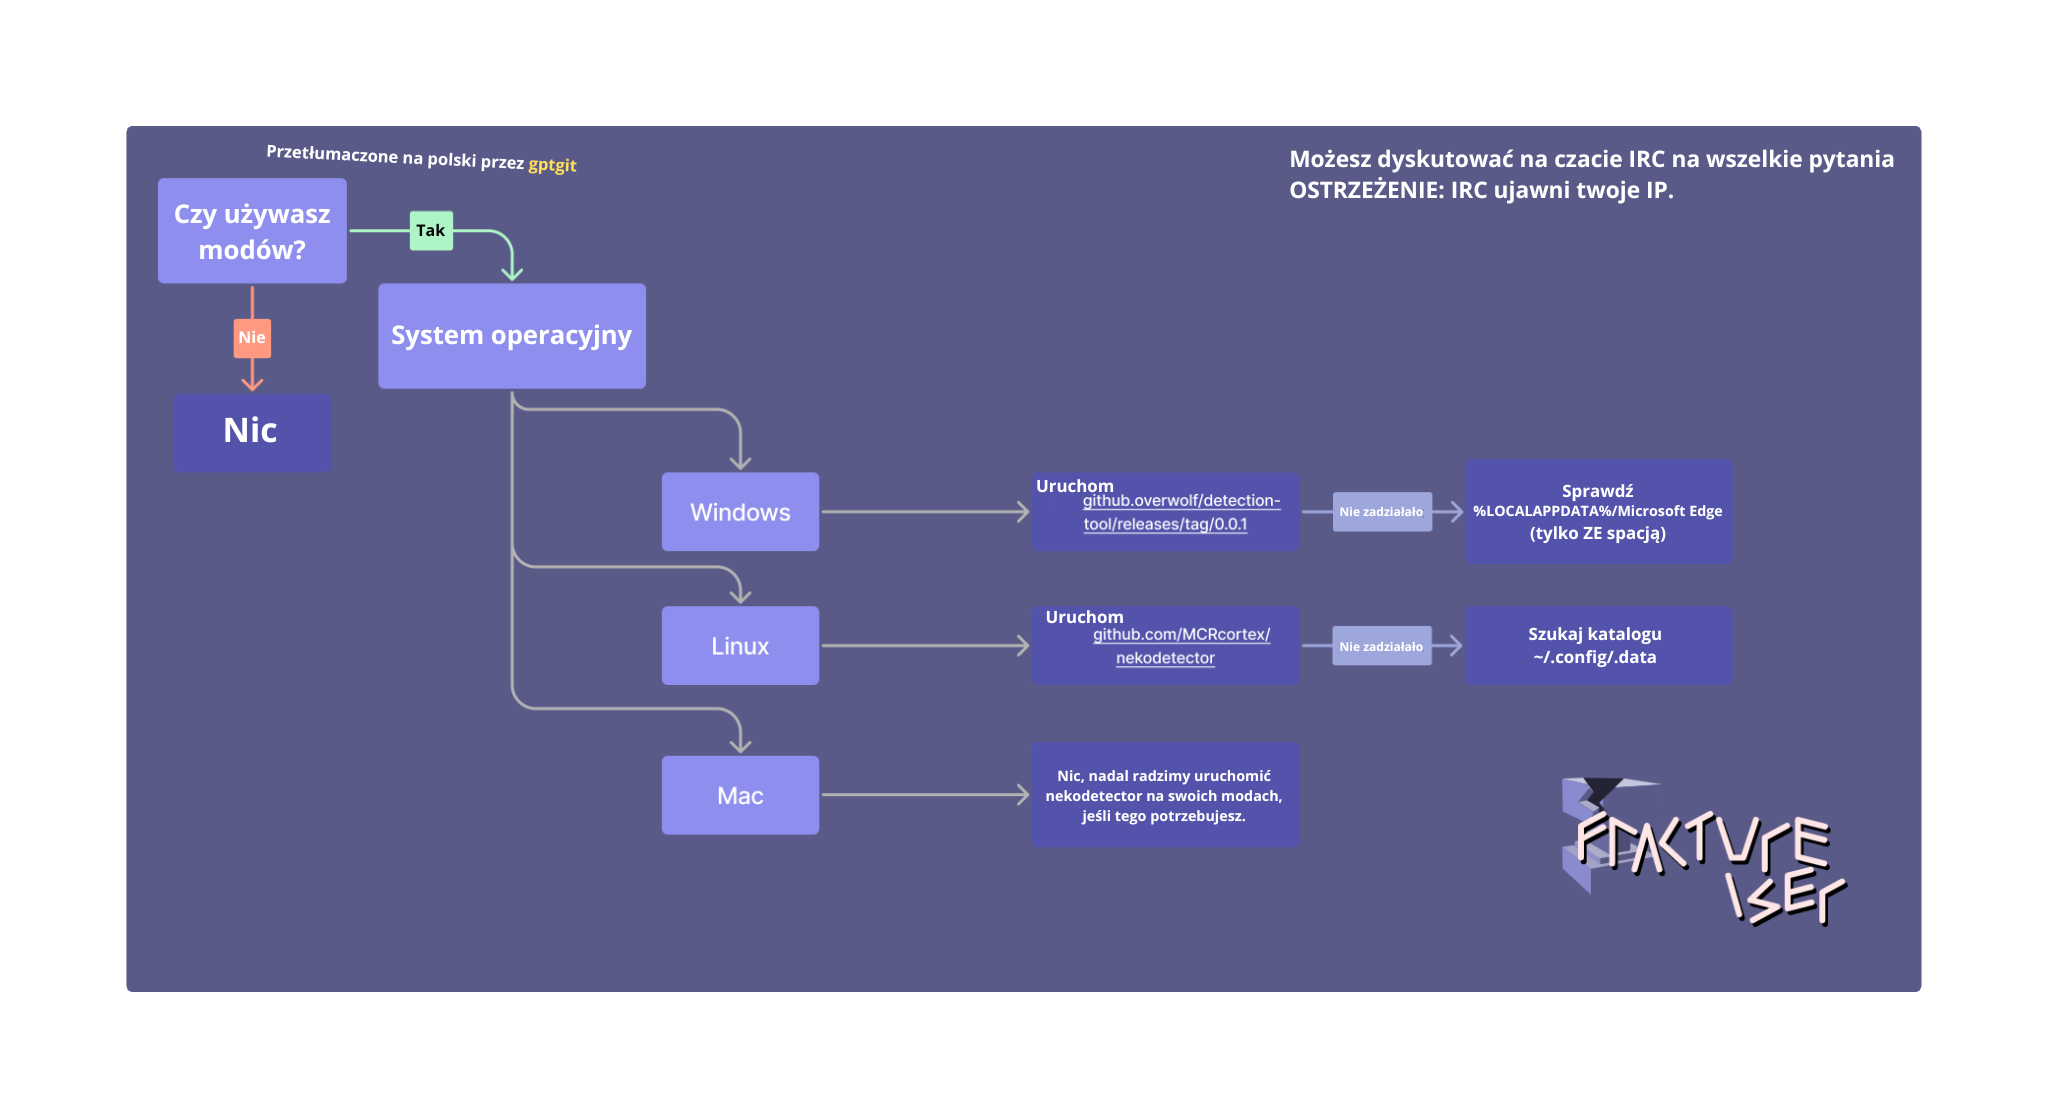 Przetłumaczone na polski przez gptgit
Możesz dyskutować na czacie IRC na wszelkie pytania
OSTRZEŻENIE: IRC ujawni twoje IP.
Czy używasz
modów?
Tak
System operacyjny
Nie
Nic
Windows
Uruchom
github.overwolf/detection-
tool/releases/tag/0.0.1
Nie zadziałało
Sprawdź
%LOCALAPPDATA%/Microsoft Edge
(tylko ZE spacją)
Linux
Uruchom
github.com/MCRcortex/
nekodetector
Nie zadziałało
Szukaj katalogu
~/.config/.data
Mac
Nic, nadal radzimy uruchomić
nekodetector na swoich modach,
jeśli tego potrzebujesz.
FRACTURE
ISER